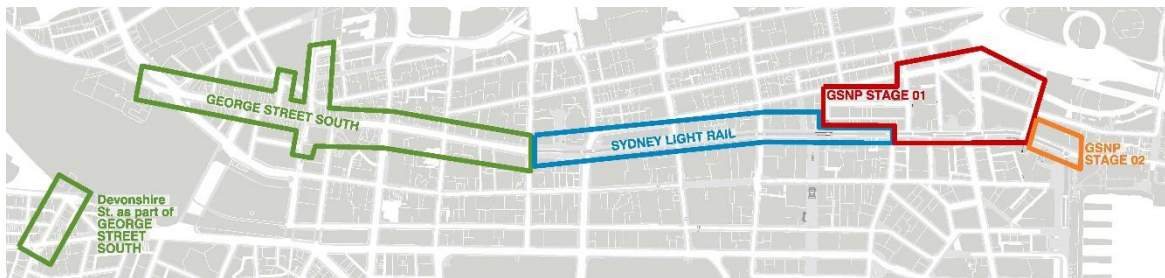 GEORGE STREET SOUTH
SYDNEY LIGHT RAIL
GSNP STAGE 01
GSNP
STAGE 02
Devonshire
St. as part of
GEORGE
STREET
SOUTH